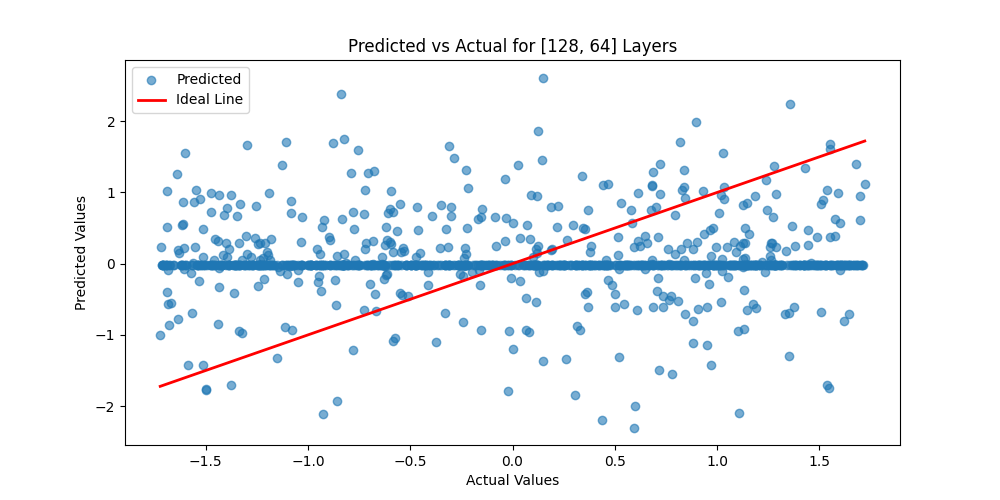 Predicted vs Actual for [128, 64] Layers
Predicted
Ideal Line
2
1
0
−1
−2
Predicted Values
−1.5
−1.0
−0.5
0.0
0.5
1.0
1.5
Actual Values